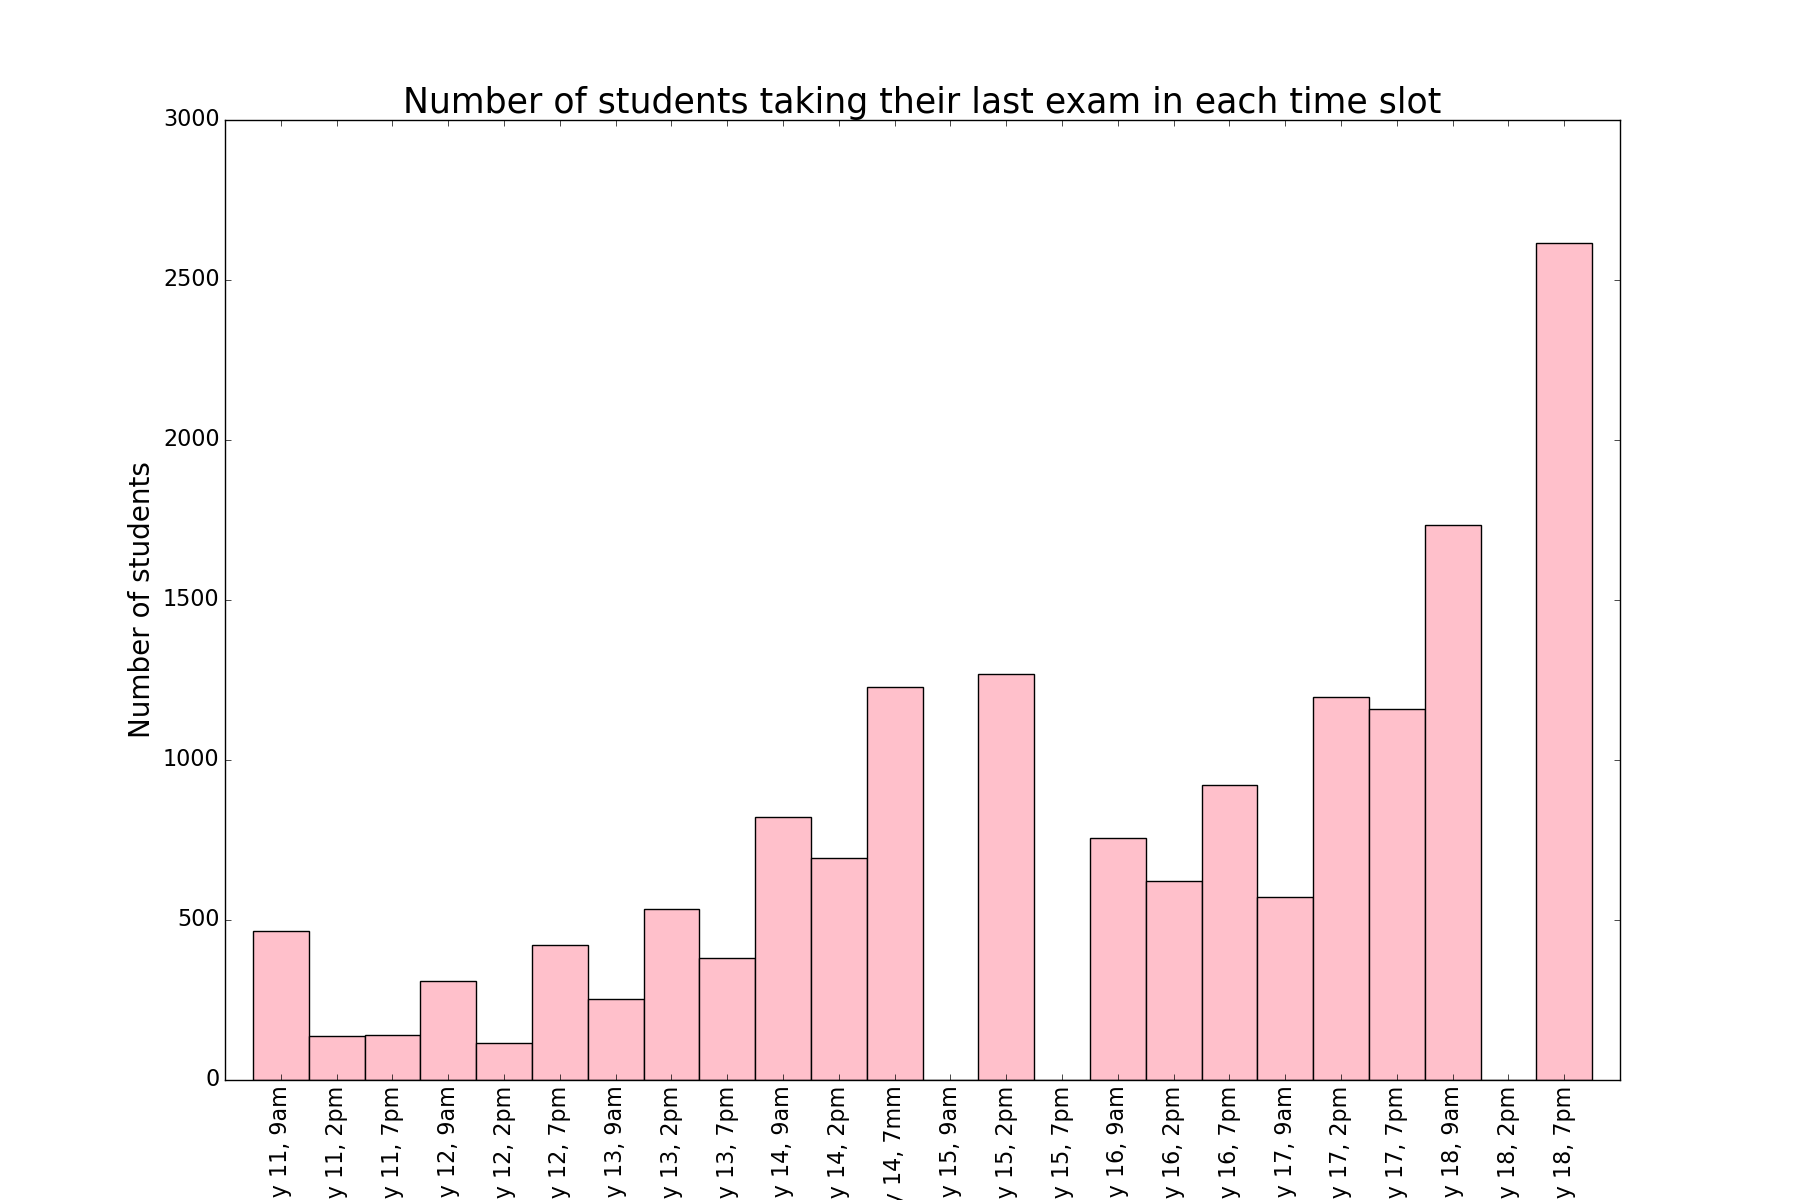 Number of students taking their last exam in each time slot
3000
2500
2000
1500
1000
500
0
Number of students
y 11, 9am
y 11, 2pm
y 11, 7pm
y 12, 9am
y 12, 2pm
y 12, 7pm
y 13, 9am
y 13, 2pm
y 13, 7pm
y 14, 9am
y 14, 2pm
y 14, 7mm
y 15, 9am
y 15, 2pm
y 15, 7pm
y 16, 9am
y 16, 2pm
y 16, 7pm
y 17, 9am
y 17, 2pm
y 17, 7pm
y 18, 9am
y 18, 2pm
y 18, 7pm